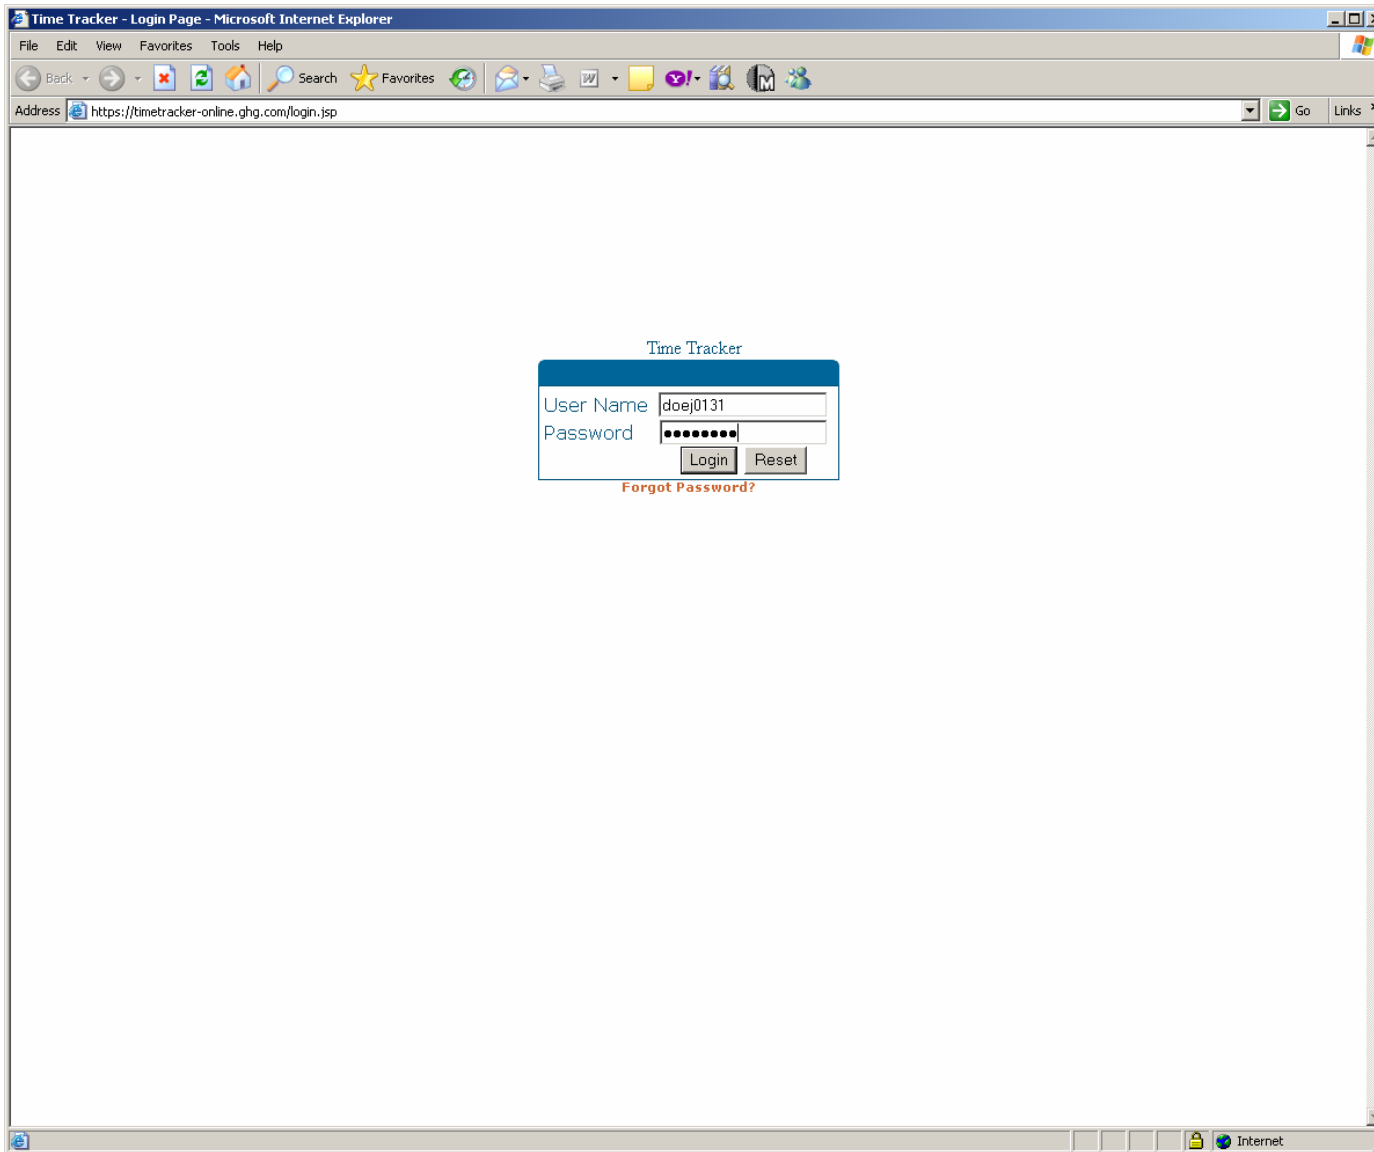 Time Tracker - Login Page - Microsoft Internet Explorer
File Edit View Favorites Tools Help
Back Search Favorites
Address https://timetracker-online.ghg.com/login.jsp Go Links
Time Tracker
User Name doej0131
Password ••••••••
Login Reset
Forgot Password?
Internet